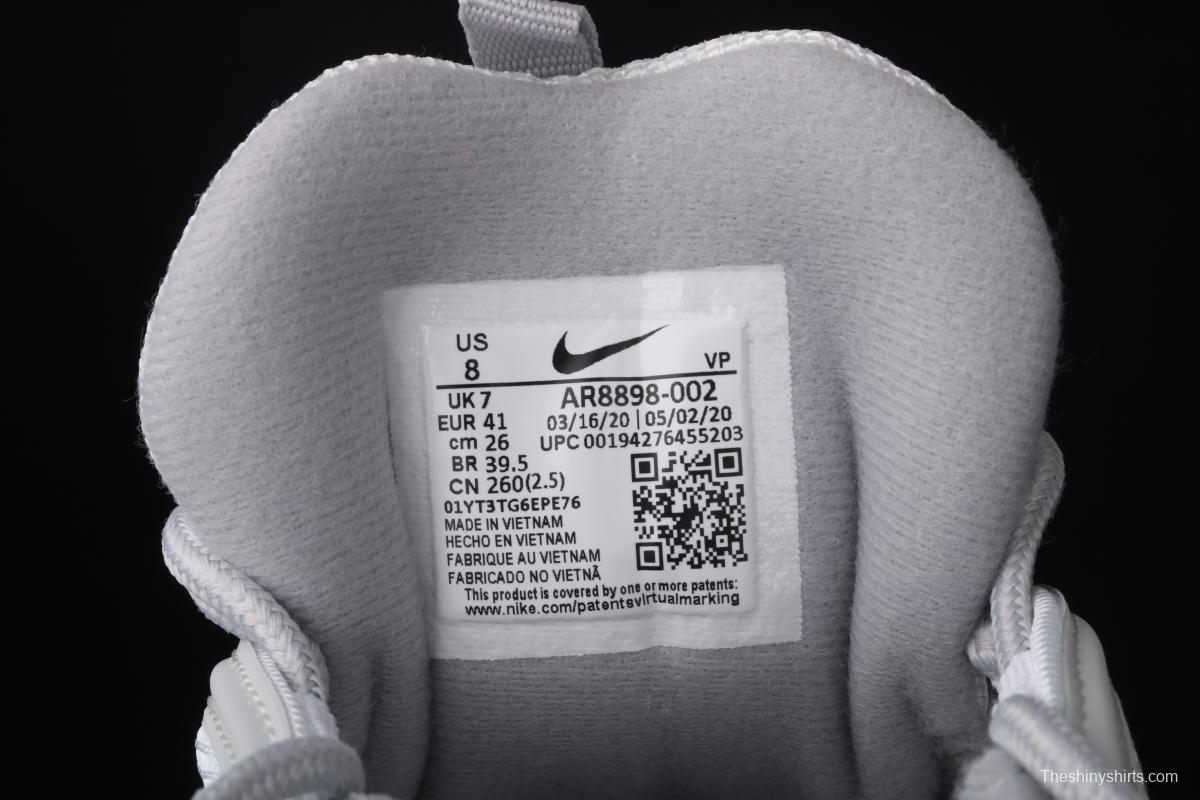 US
8
VP
UK 7
AR8898-002
EUR 41
03/16/20 | 05/02/20
cm 26
UPC 00194276455203
BR 39.5
CN 260(2.5)
01YT3TG6EPE76
MADE IN VIETNAM
HECHO EN VIETNAM
FABRIQUE AU VIETNAM
FABRICADO NO VIETNÃ
This product is covered by one or more patents:
www.nike.com/patentsvirtualmarking
Theshinyshirts.com